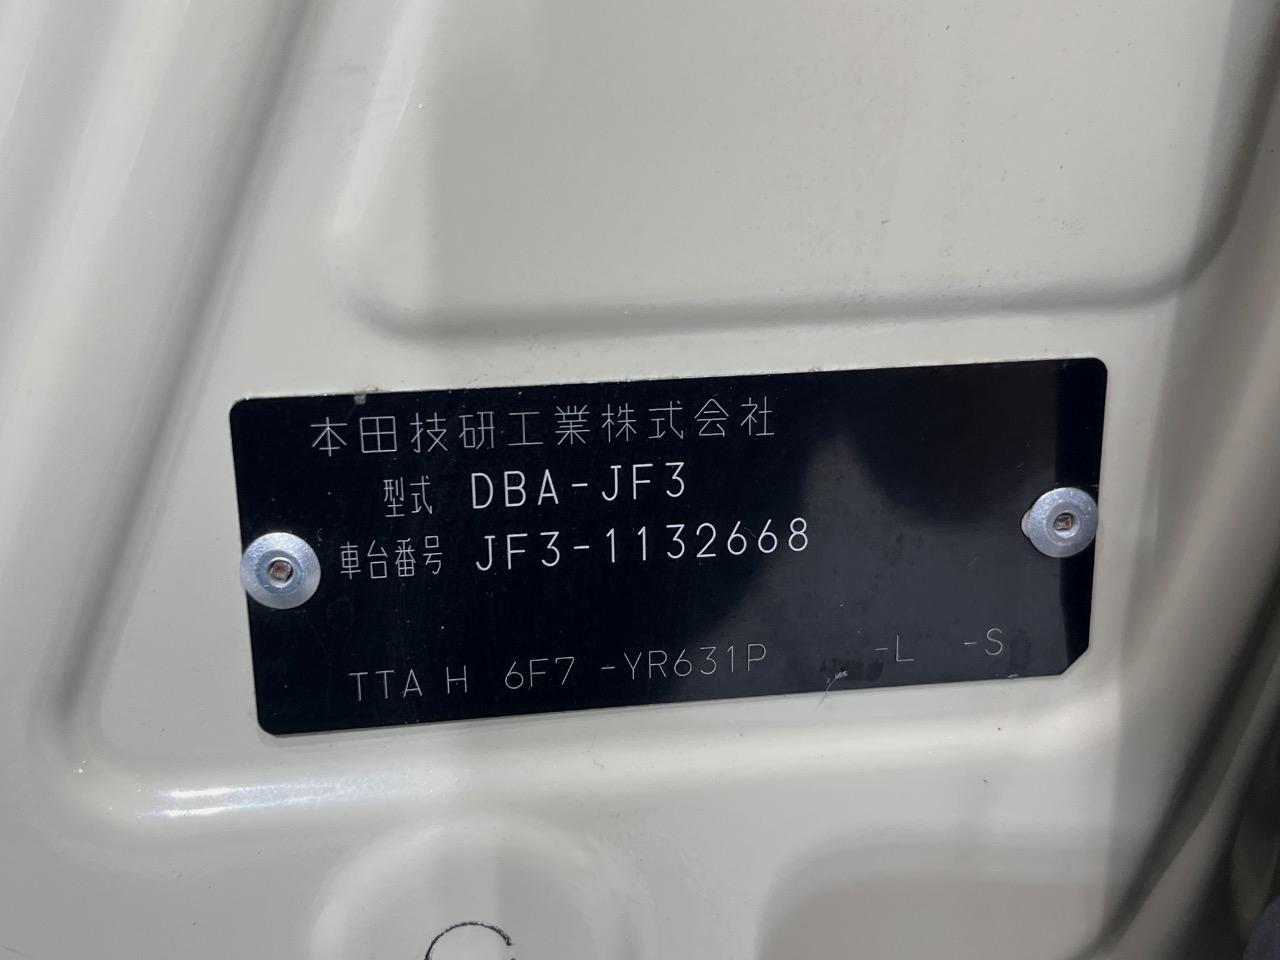 本田技研工業株式会社
型式 DBA-JF3
車台番号 JF3-1132668
TTA H 6F7 -YR631P -L -S